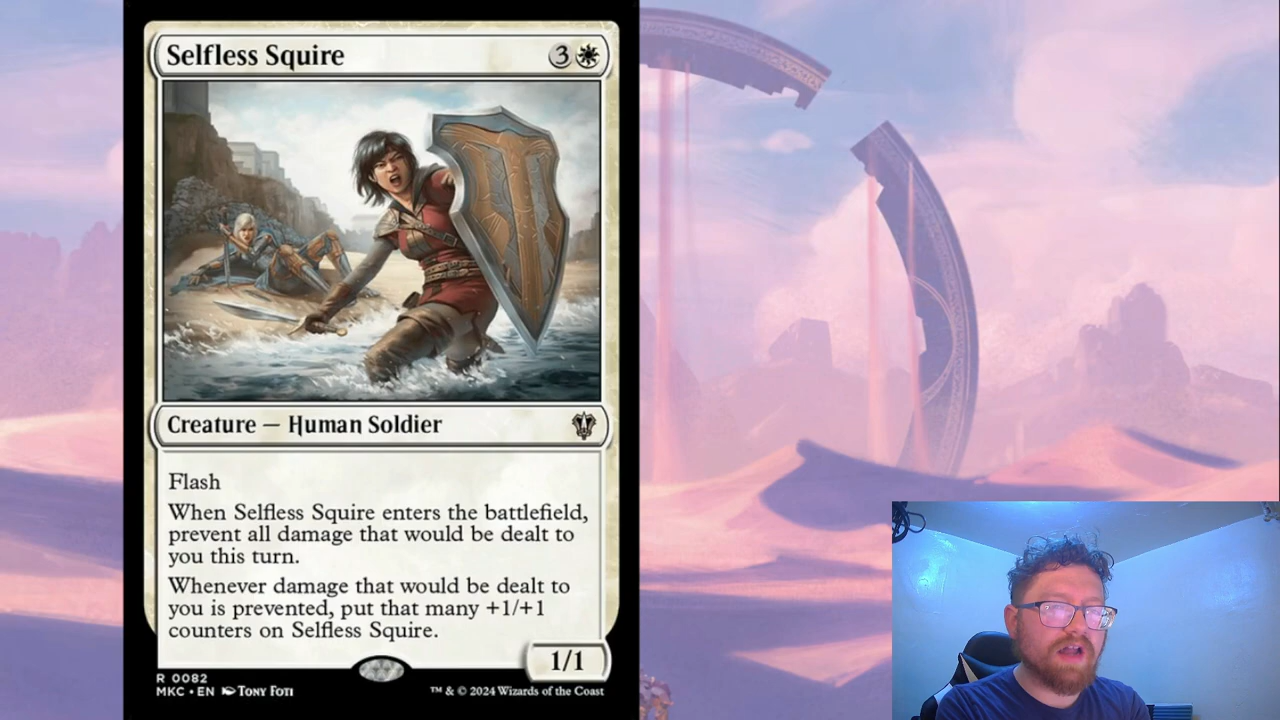 Selfless Squire 3
Creature — Human Soldier
Flash
When Selfless Squire enters the battlefield,
prevent all damage that would be dealt to
you this turn.
Whenever damage that would be dealt to
you is prevented, put that many +1/+1
counters on Selfless Squire.
1/1
R 0082
MKC • EN Tony Foti
™ & © 2024 Wizards of the Coast